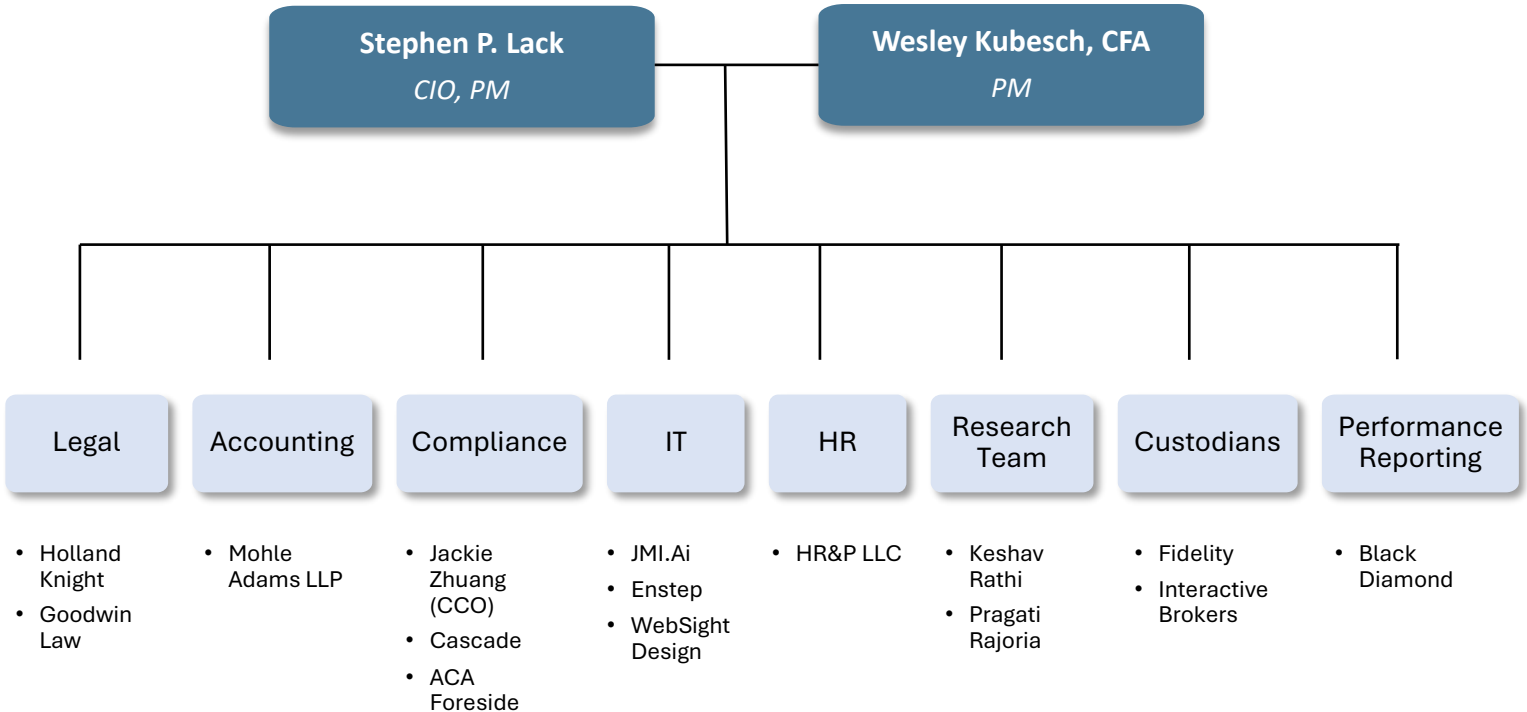 Stephen P. Lack
CIO, PM
Wesley Kubesch, CFA
PM
Legal
Accounting
Compliance
IT
HR
Research
Team
Custodians
Performance
Reporting
• Holland
Knight
• Goodwin
Law
• Mohle
Adams LLP
• Jackie
Zhuang
(CCO)
• Cascade
• ACA
Foreside
• JMI.Ai
• Enstep
• WebSight
Design
• HR&P LLC
• Keshav
Rathi
• Pragati
Rajoria
• Fidelity
• Interactive
Brokers
• Black
Diamond